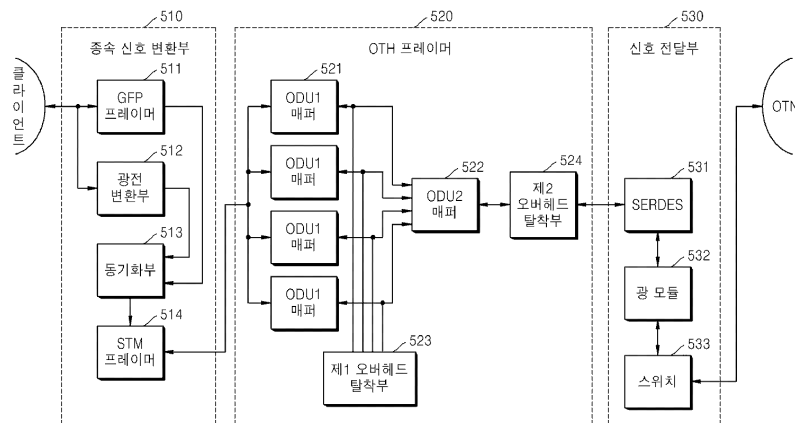 510
520
530
종속 신호 변환부
OTH 프레이머
신호 전달부
클
라
이
언
트
511
GFP
프레이머
512
광전
변환부
513
동기화부
514
STM
프레이머
521
ODU1
매퍼
ODU1
매퍼
ODU1
매퍼
ODU1
매퍼
522
ODU2
매퍼
523
제1 오버헤드
탈착부
524
제2
오버헤드
탈착부
531
SERDES
532
광 모듈
533
스위치
OTN